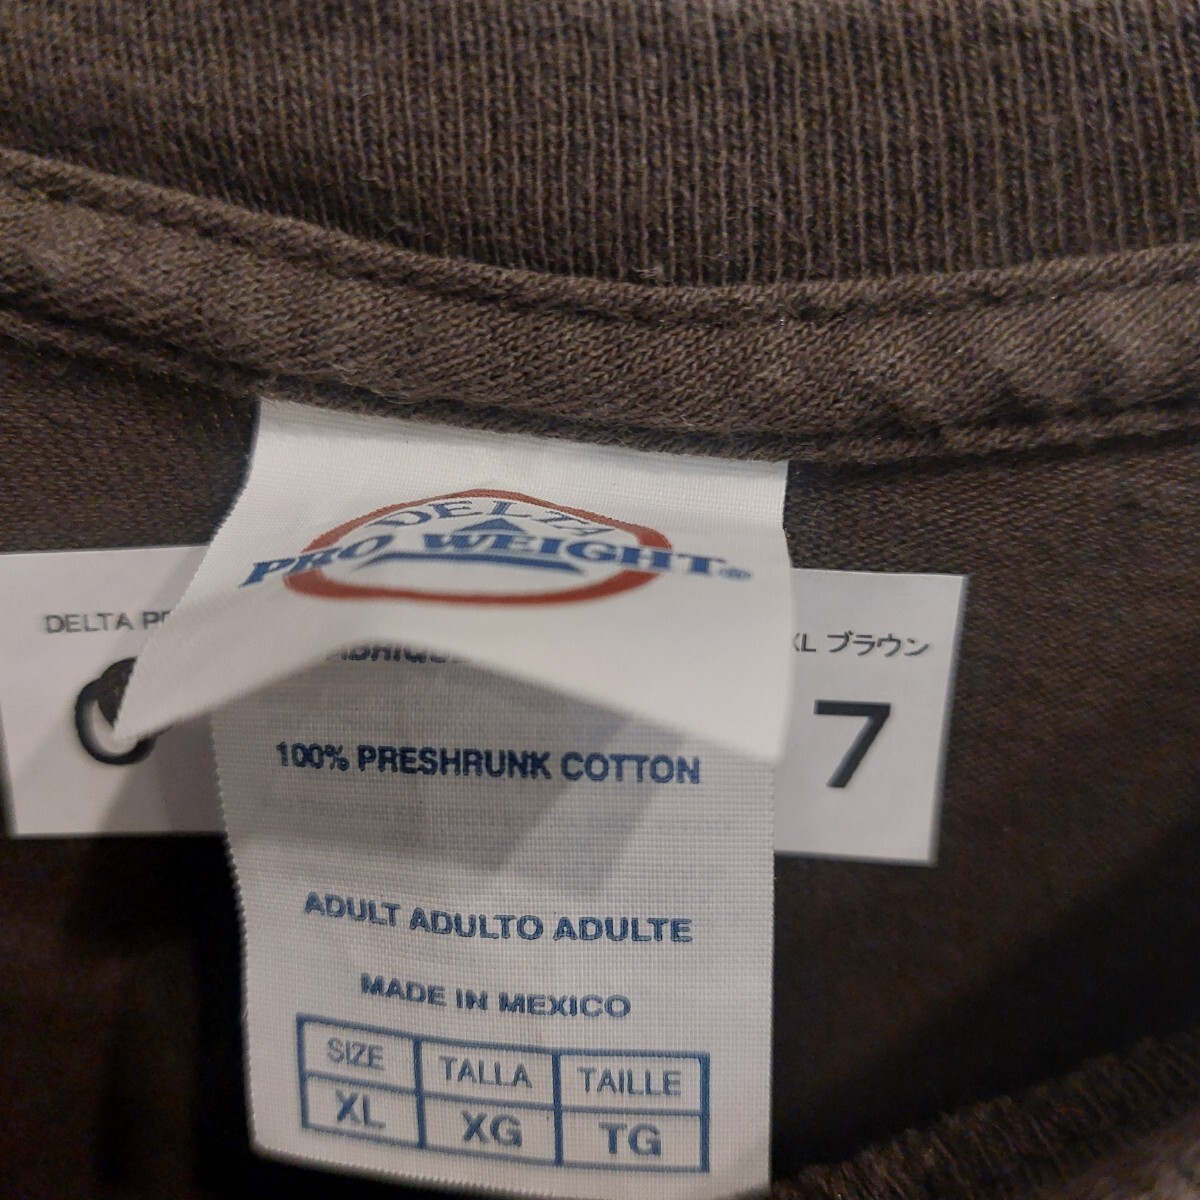 DELTA
PRO WEIGHT®
DELTA
XL ブラウン
7
100% PRESHRUNK COTTON
ADULT ADULTO ADULTE
MADE IN MEXICO
SIZE TALLA TAILLE
XL XG TG